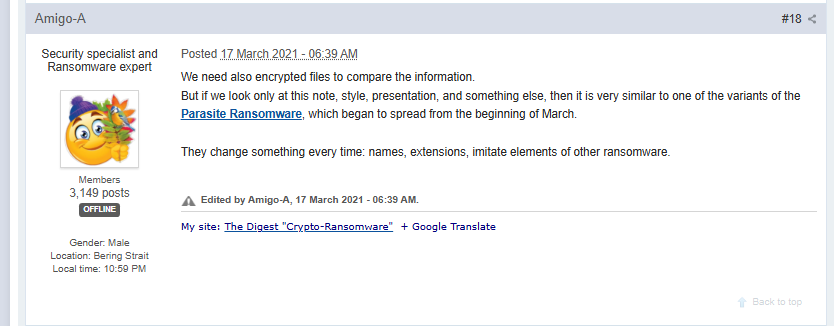 Amigo-A
#18
Security specialist and
Ransomware expert
Members
3,149 posts
OFFLINE
Gender: Male
Location: Bering Strait
Local time: 10:59 PM
Posted 17 March 2021 - 06:39 AM
We need also encrypted files to compare the information.
But if we look only at this note, style, presentation, and something else, then it is very similar to one of the variants of the
Parasite Ransomware, which began to spread from the beginning of March.
They change something every time: names, extensions, imitate elements of other ransomware.
Edited by Amigo-A, 17 March 2021 - 06:39 AM.
My site: The Digest "Crypto-Ransomware" + Google Translate
Back to top